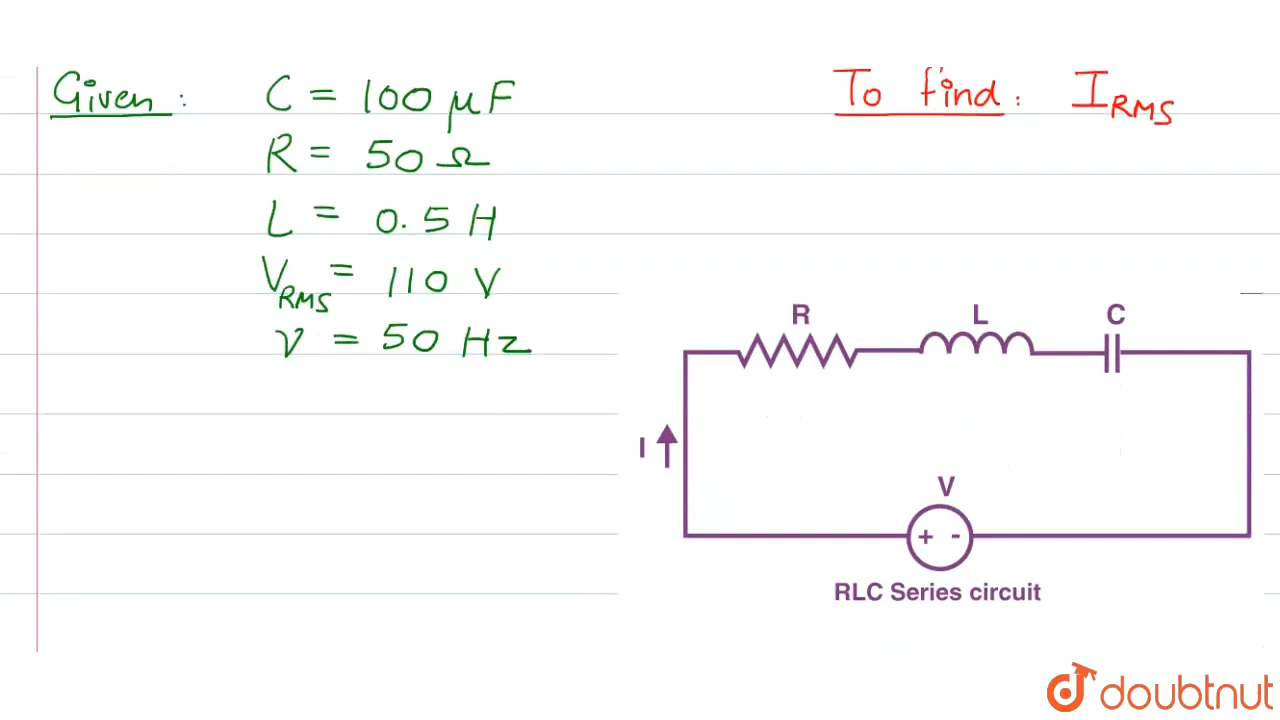 Given : C = 100 μF
R = 50 Ω
L = 0.5 H
V_RMS = 110 V
ν = 50 Hz
To find : I_RMS
R L C
I
V
+ -
RLC Series circuit
doubtnut